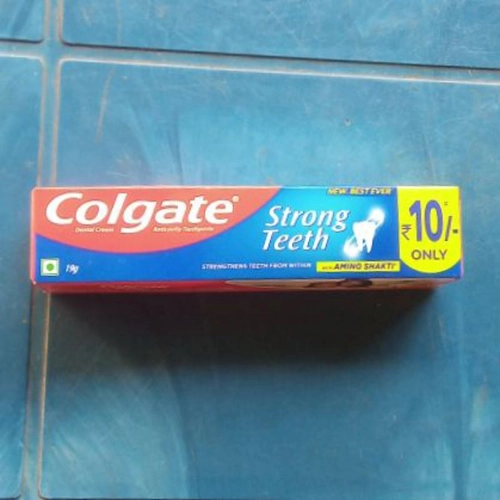 Colgate®
Dental Cream Anticavity Toothpaste
NEW BEST EVER
Strong
Teeth
₹10/-
ONLY
19g
STRENGTHENS TEETH FROM WITHIN
WITH AMINO SHAKTI